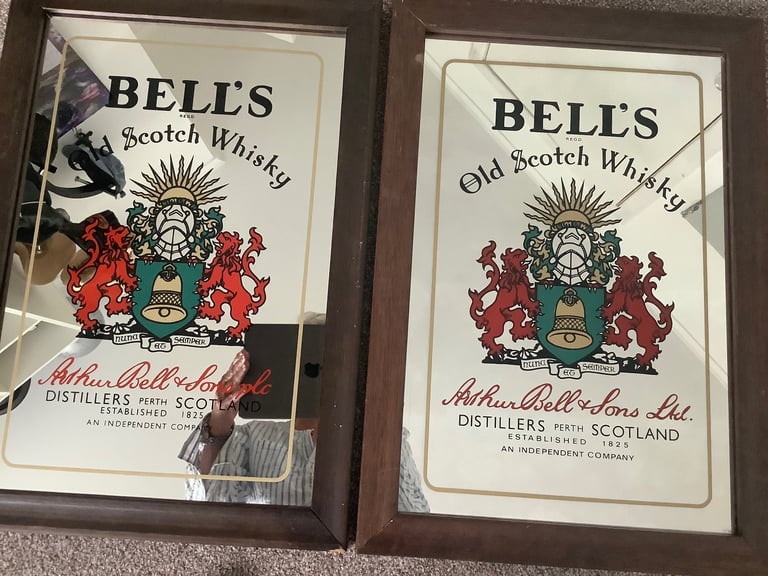 BELL'S
REGD
Old Scotch Whisky
NUNC ET SEMPER
Arthur Bell & Sons plc
DISTILLERS PERTH SCOTLAND
ESTABLISHED 1825
AN INDEPENDENT COMPANY
BELL'S
REGD
Old Scotch Whisky
NUNC ET SEMPER
Arthur Bell & Sons Ltd.
DISTILLERS PERTH SCOTLAND
ESTABLISHED 1825
AN INDEPENDENT COMPANY